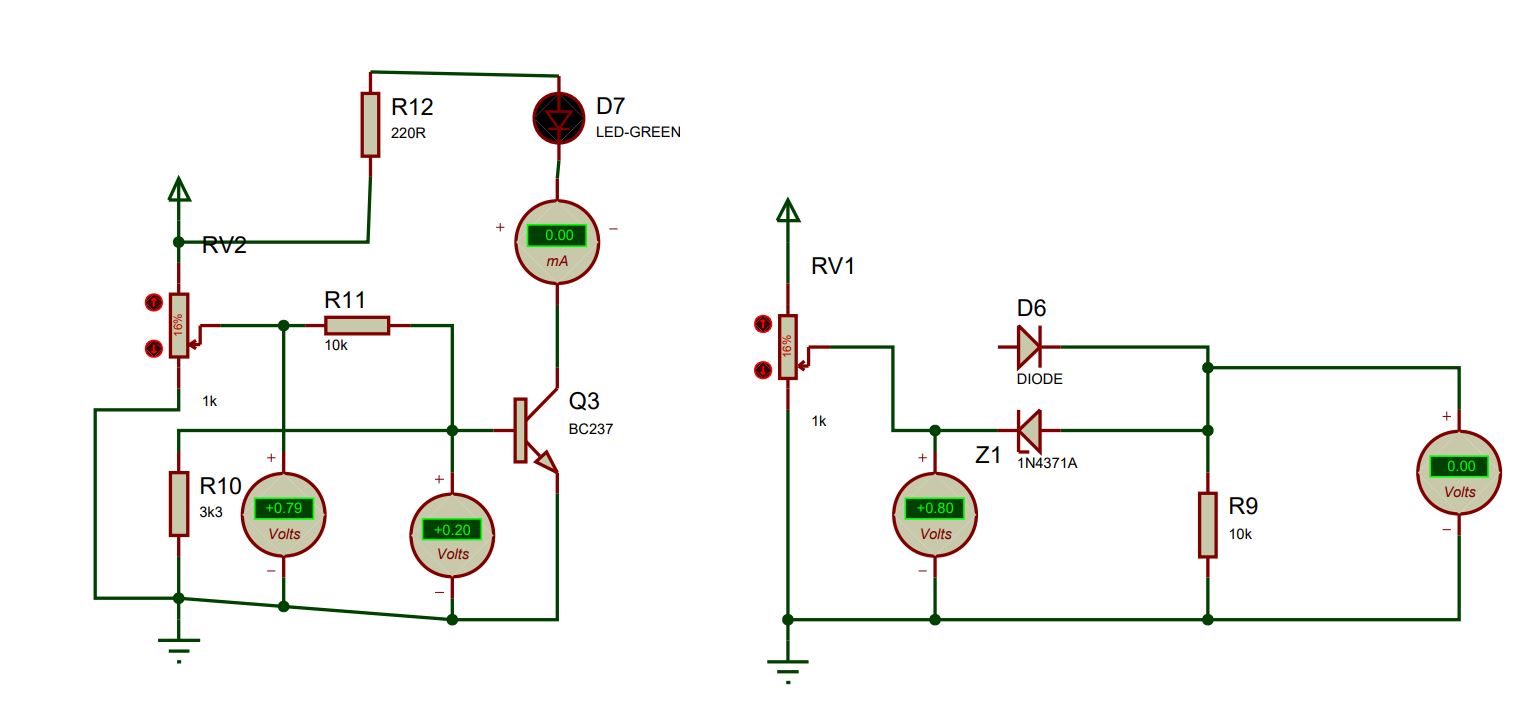 R12
220R
D7
LED-GREEN
+
0.00
mA
−
RV2
16%
1k
R11
10k
Q3
BC237
R10
3k3
+
+0.79
Volts
−
+
+0.20
Volts
−
RV1
16%
1k
D6
DIODE
Z1
1N4371A
+
+0.80
Volts
−
R9
10k
+
0.00
Volts
−